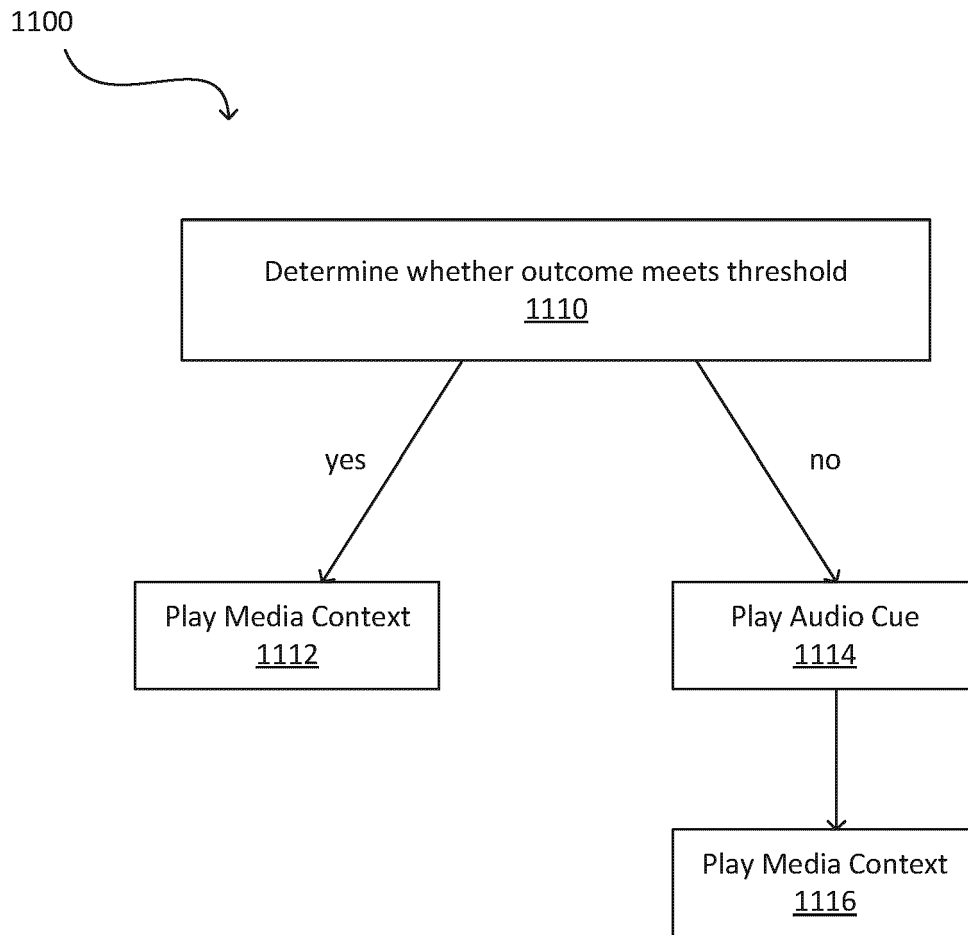 1100
Determine whether outcome meets threshold
1110
yes
no
Play Media Context
1112
Play Audio Cue
1114
Play Media Context
1116